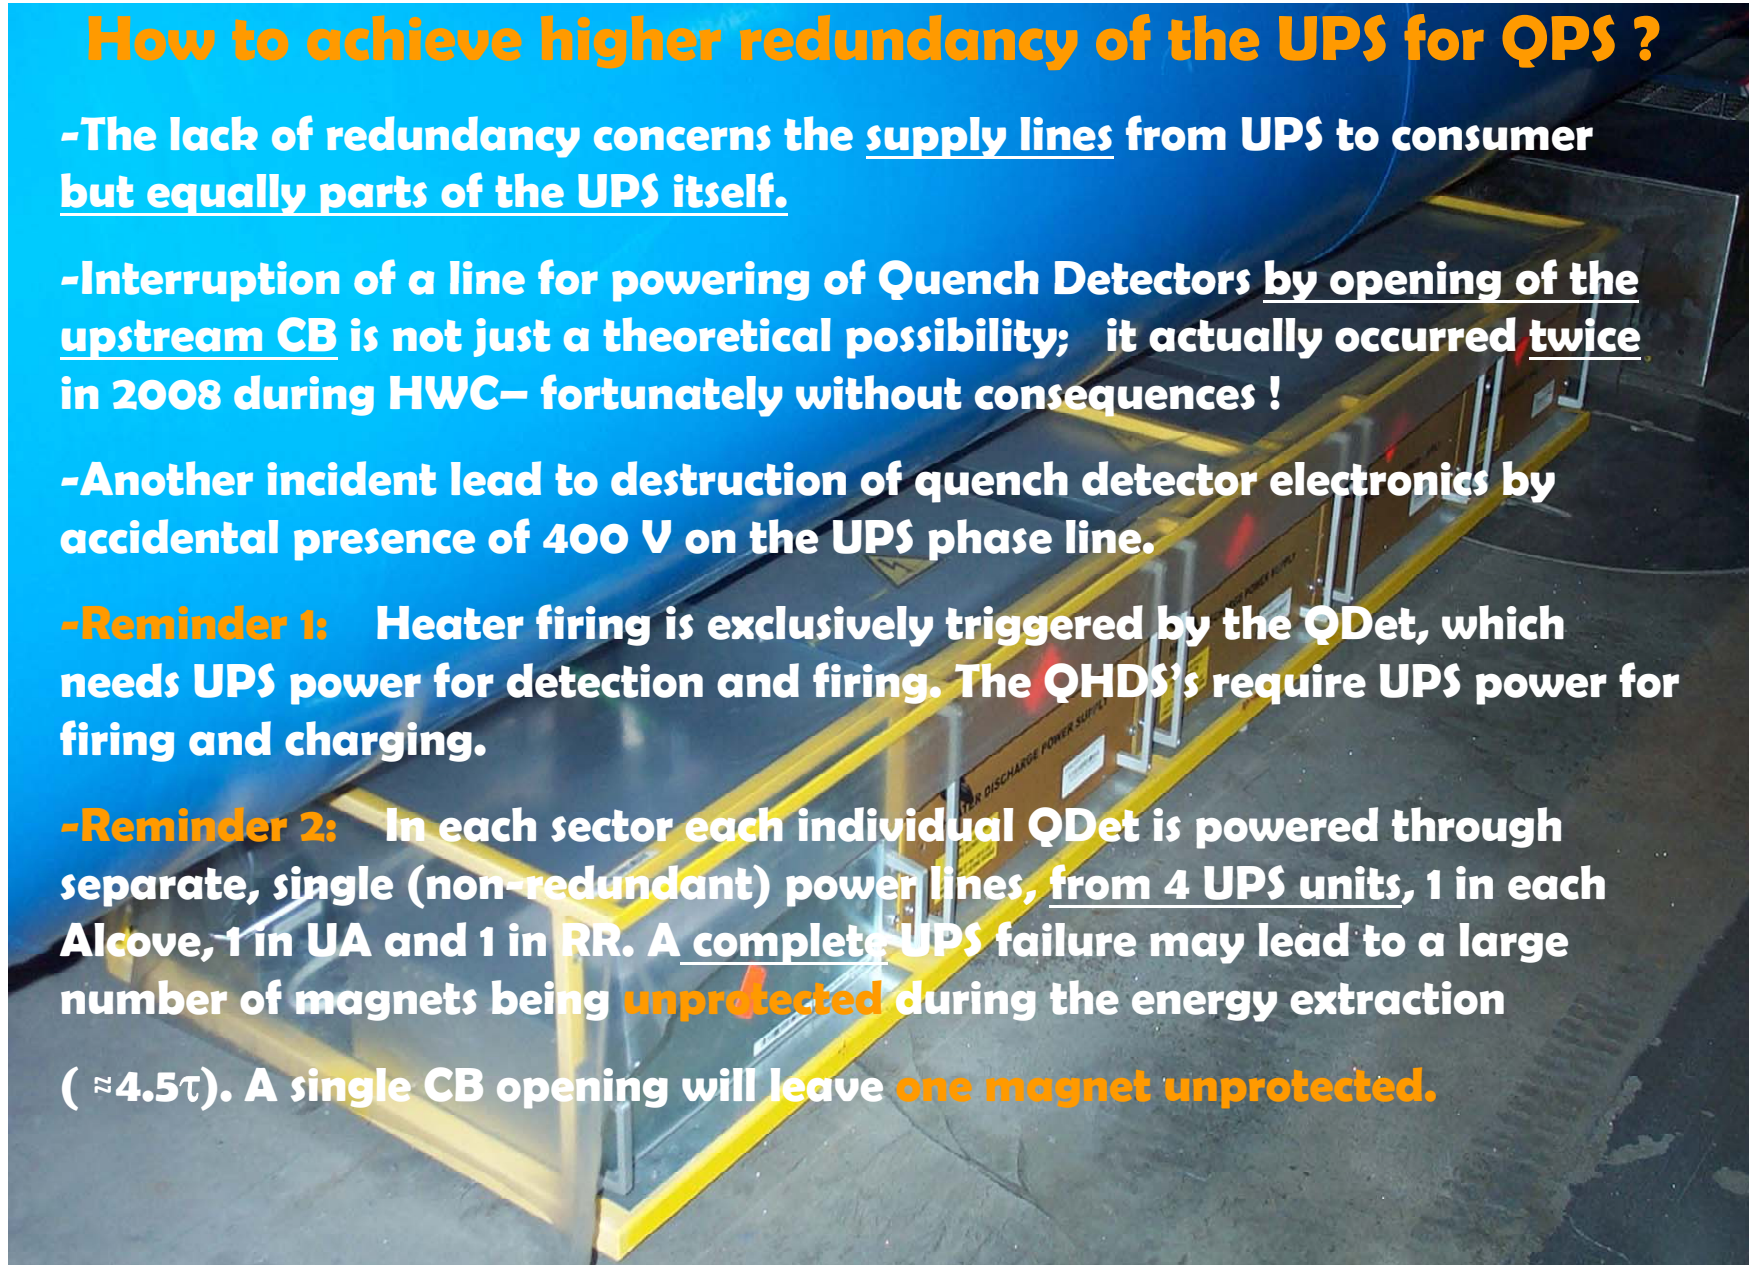 How to achieve higher redundancy of the UPS for QPS ?
-The lack of redundancy concerns the supply lines from UPS to consumer
but equally parts of the UPS itself.
-Interruption of a line for powering of Quench Detectors by opening of the
upstream CB is not just a theoretical possibility; it actually occurred twice
in 2008 during HWC– fortunately without consequences !
-Another incident lead to destruction of quench detector electronics by
accidental presence of 400 V on the UPS phase line.
-Reminder 1: Heater firing is exclusively triggered by the QDet, which
needs UPS power for detection and firing. The QHDS's require UPS power for
firing and charging.
-Reminder 2: In each sector each individual QDet is powered through
separate, single (non-redundant) power lines, from 4 UPS units, 1 in each
Alcove, 1 in UA and 1 in RR. A complete UPS failure may lead to a large
number of magnets being unprotected during the energy extraction
( ≈4.5τ). A single CB opening will leave one magnet unprotected.
DISCHARGE POWER SUPPLY
POWER SUPPLY